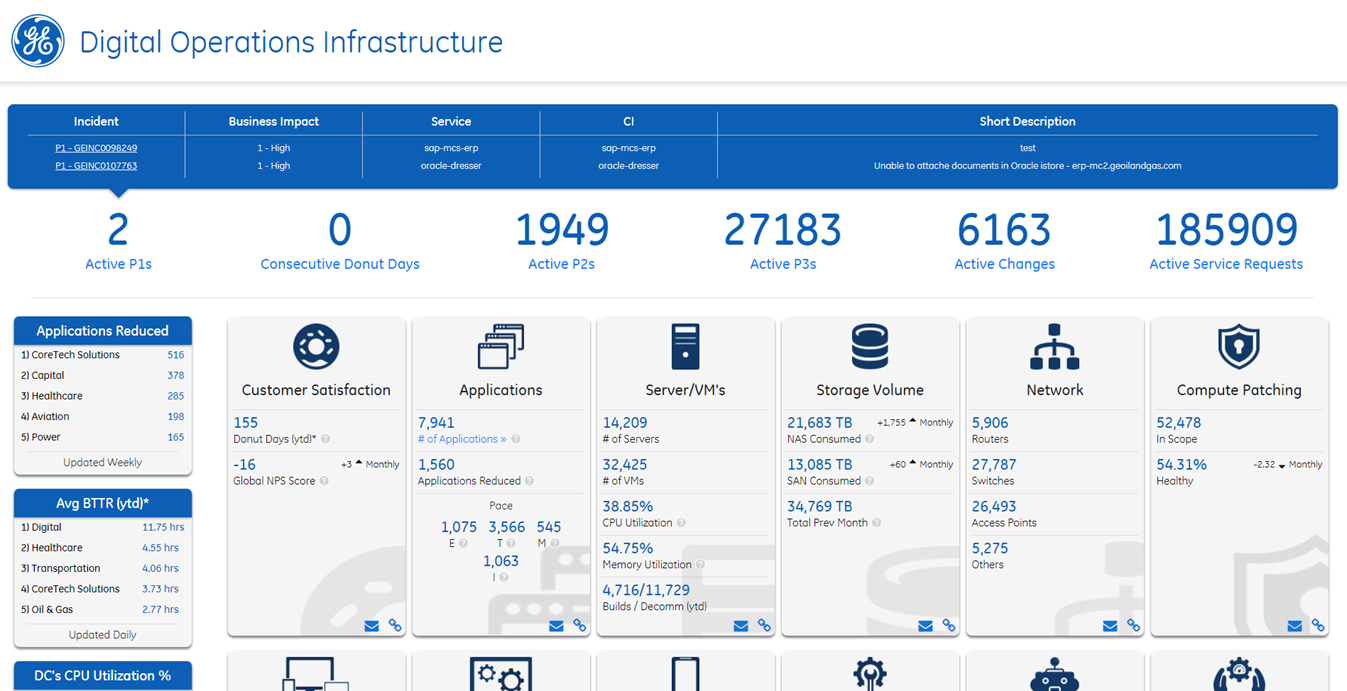 GE
Digital Operations Infrastructure
Incident Business Impact Service CI Short Description
P1 - GEINC0098249 1 - High sap-mcs-erp sap-mcs-erp test
P1 - GEINC0107763 1 - High oracle-dresser oracle-dresser Unable to attache documents in Oracle istore - erp-mc2.geoilandgas.com
2 0 1949 27183 6163 185909
Active P1s Consecutive Donut Days Active P2s Active P3s Active Changes Active Service Requests
Applications Reduced
1) CoreTech Solutions 516
2) Capital 378
3) Healthcare 285
4) Aviation 198
5) Power 165
Updated Weekly
Avg BTTR (ytd)*
1) Digital 11.75 hrs
2) Healthcare 4.55 hrs
3) Transportation 4.06 hrs
4) CoreTech Solutions 3.73 hrs
5) Oil & Gas 2.77 hrs
Updated Daily
DC's CPU Utilization %
Customer Satisfaction
155
Donut Days (ytd)* ?
-16 +3 Monthly
Global NPS Score ?
Applications
7,941
# of Applications » ?
1,560
Applications Reduced ?
Pace
1,075 3,566 545
E ? T ? M ?
1,063
I ?
Server/VM's
14,209
# of Servers
32,425
# of VMs
38.85%
CPU Utilization ?
54.75%
Memory Utilization ?
4,716/11,729
Builds / Decomm (ytd)
Storage Volume
21,683 TB +1,755 Monthly
NAS Consumed ?
13,085 TB +60 Monthly
SAN Consumed ?
34,769 TB
Total Prev Month ?
Network
5,906
Routers
27,787
Switches
26,493
Access Points
5,275
Others
Compute Patching
52,478
In Scope
54.31% -2.32 Monthly
Healthy